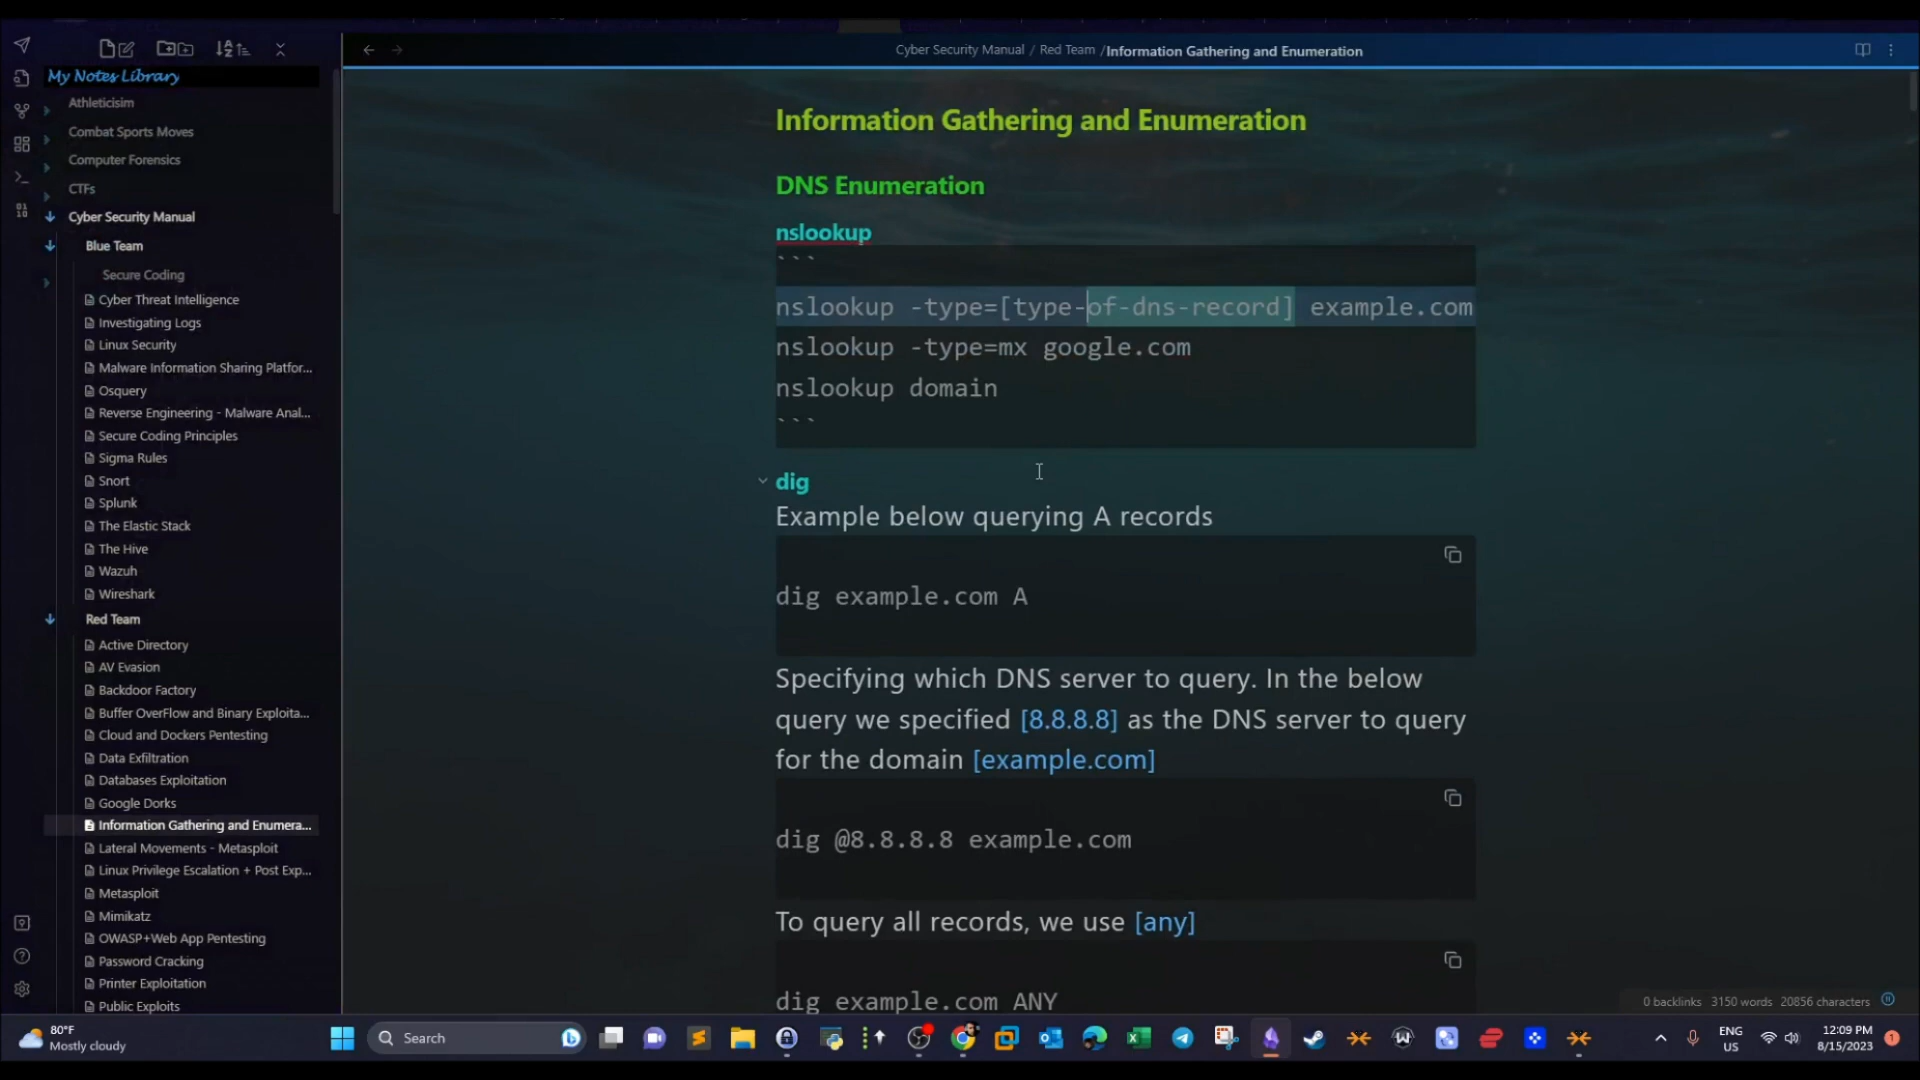 Cyber Security Manual / Red Team /Information Gathering and Enumeration
My Notes Library
Athleticisim
Combat Sports Moves
Computer Forensics
CTFs
Cyber Security Manual
Blue Team
Secure Coding
Cyber Threat Intelligence
Investigating Logs
Linux Security
Malware Information Sharing Platfor...
Osquery
Reverse Engineering - Malware Anal...
Secure Coding Principles
Sigma Rules
Snort
Splunk
The Elastic Stack
The Hive
Wazuh
Wireshark
Red Team
Active Directory
AV Evasion
Backdoor Factory
Buffer OverFlow and Binary Exploita...
Cloud and Dockers Pentesting
Data Exfiltration
Databases Exploitation
Google Dorks
Information Gathering and Enumera...
Lateral Movements - Metasploit
Linux Privilege Escalation + Post Exp...
Metasploit
Mimikatz
OWASP+Web App Pentesting
Password Cracking
Printer Exploitation
Public Exploits
Information Gathering and Enumeration
DNS Enumeration
nslookup
```
nslookup -type=[type-of-dns-record] example.com
nslookup -type=mx google.com
nslookup domain
```
dig
Example below querying A records
dig example.com A
Specifying which DNS server to query. In the below
query we specified [8.8.8.8] as the DNS server to query
for the domain [example.com]
dig @8.8.8.8 example.com
To query all records, we use [any]
dig example.com ANY
0 backlinks 3150 words 20856 characters
80°F
Mostly cloudy
Search
ENG
US
12:09 PM
8/15/2023
1